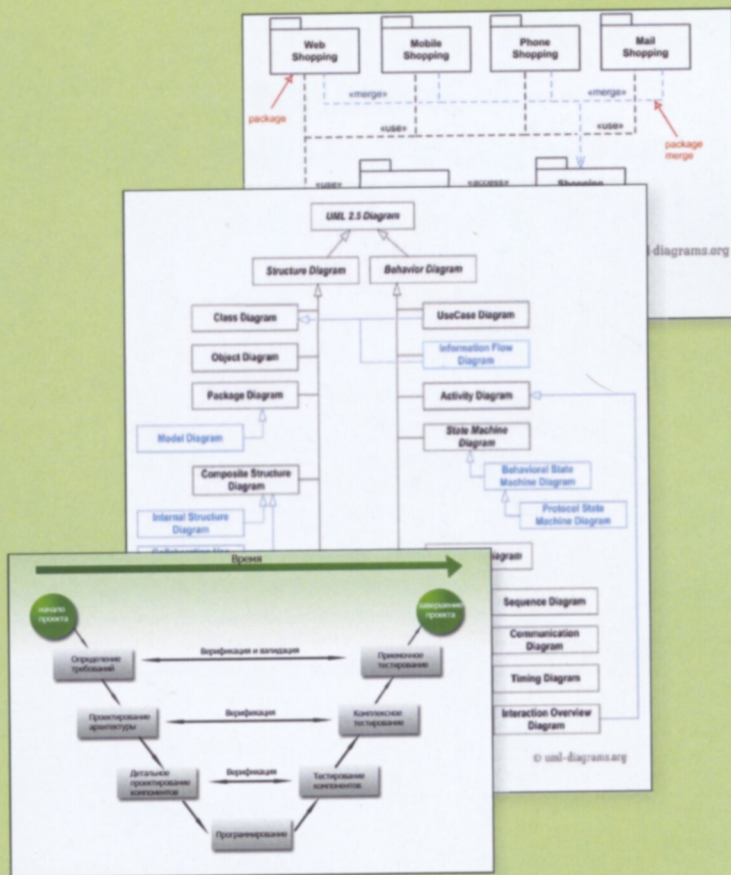 Web
Shopping
Mobile
Shopping
Phone
Shopping
Mail
Shopping
«merge»
«merge»
package
«use»
«use»
package
merge
«use»
«access»
Shopping
l-diagrams.org
UML 2.5 Diagram
Structure Diagram
Behavior Diagram
Class Diagram
UseCase Diagram
Object Diagram
Information Flow
Diagram
Package Diagram
Activity Diagram
Model Diagram
State Machine
Diagram
Composite Structure
Diagram
Behavioral State
Machine Diagram
Internal Structure
Diagram
Protocol State
Machine Diagram
iagram
Sequence Diagram
Communication
Diagram
Timing Diagram
Interaction Overview
Diagram
© uml-diagrams.org
Время
начало
проекта
завершение
проекта
Определение
требований
Верификация и валидация
Приемочное
тестирование
Проектирование
архитектуры
Верификация
Комплексное
тестирование
Детальное
проектирование
компонентов
Верификация
Тестирование
компонентов
Программирование